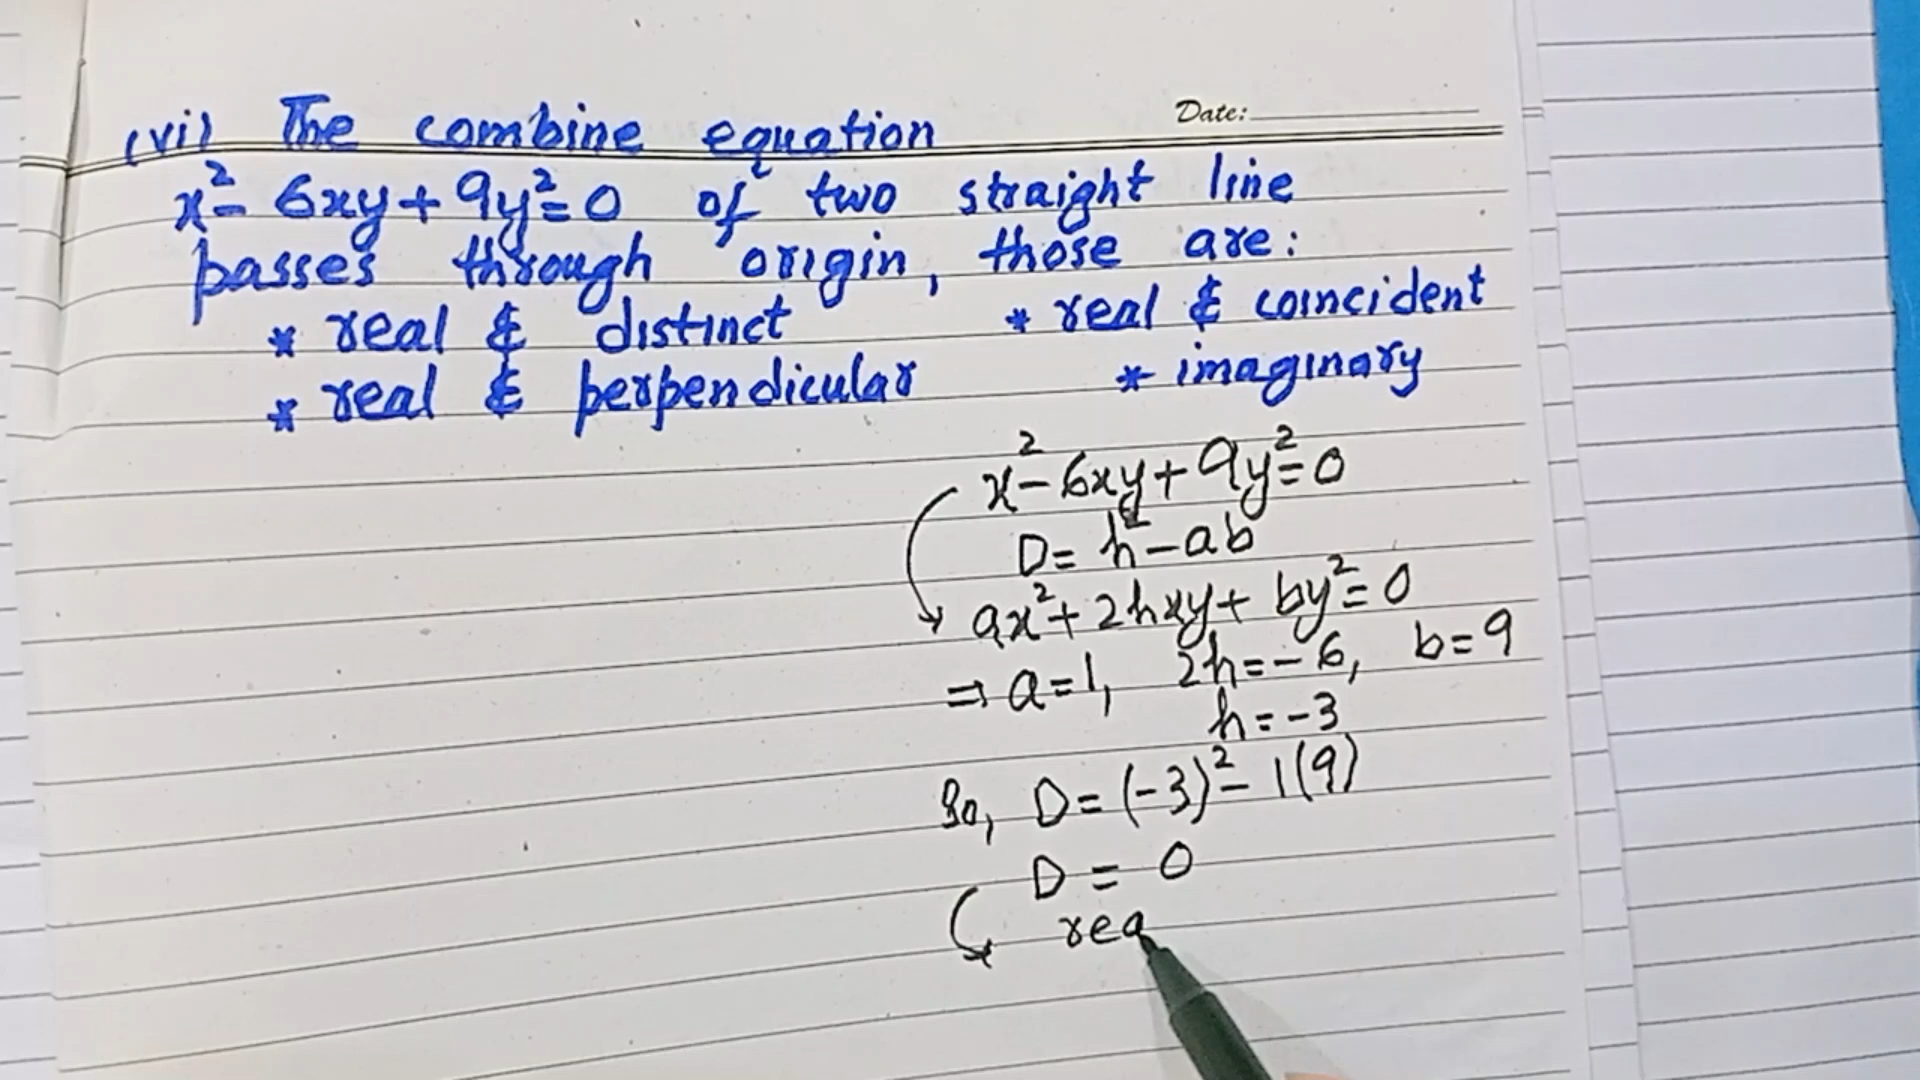 Date:
(vii) The combine equation
x² - 6xy + 9y² = 0 of two straight line
passes through origin, those are:
* real & distinct * real & coincident
* real & perpendicular * imaginary
x² - 6xy + 9y² = 0
D = h² - ab
ax² + 2hxy + by² = 0
⇒ a = 1, 2h = -6, b = 9
h = -3
So, D = (-3)² - 1(9)
D = 0
rea